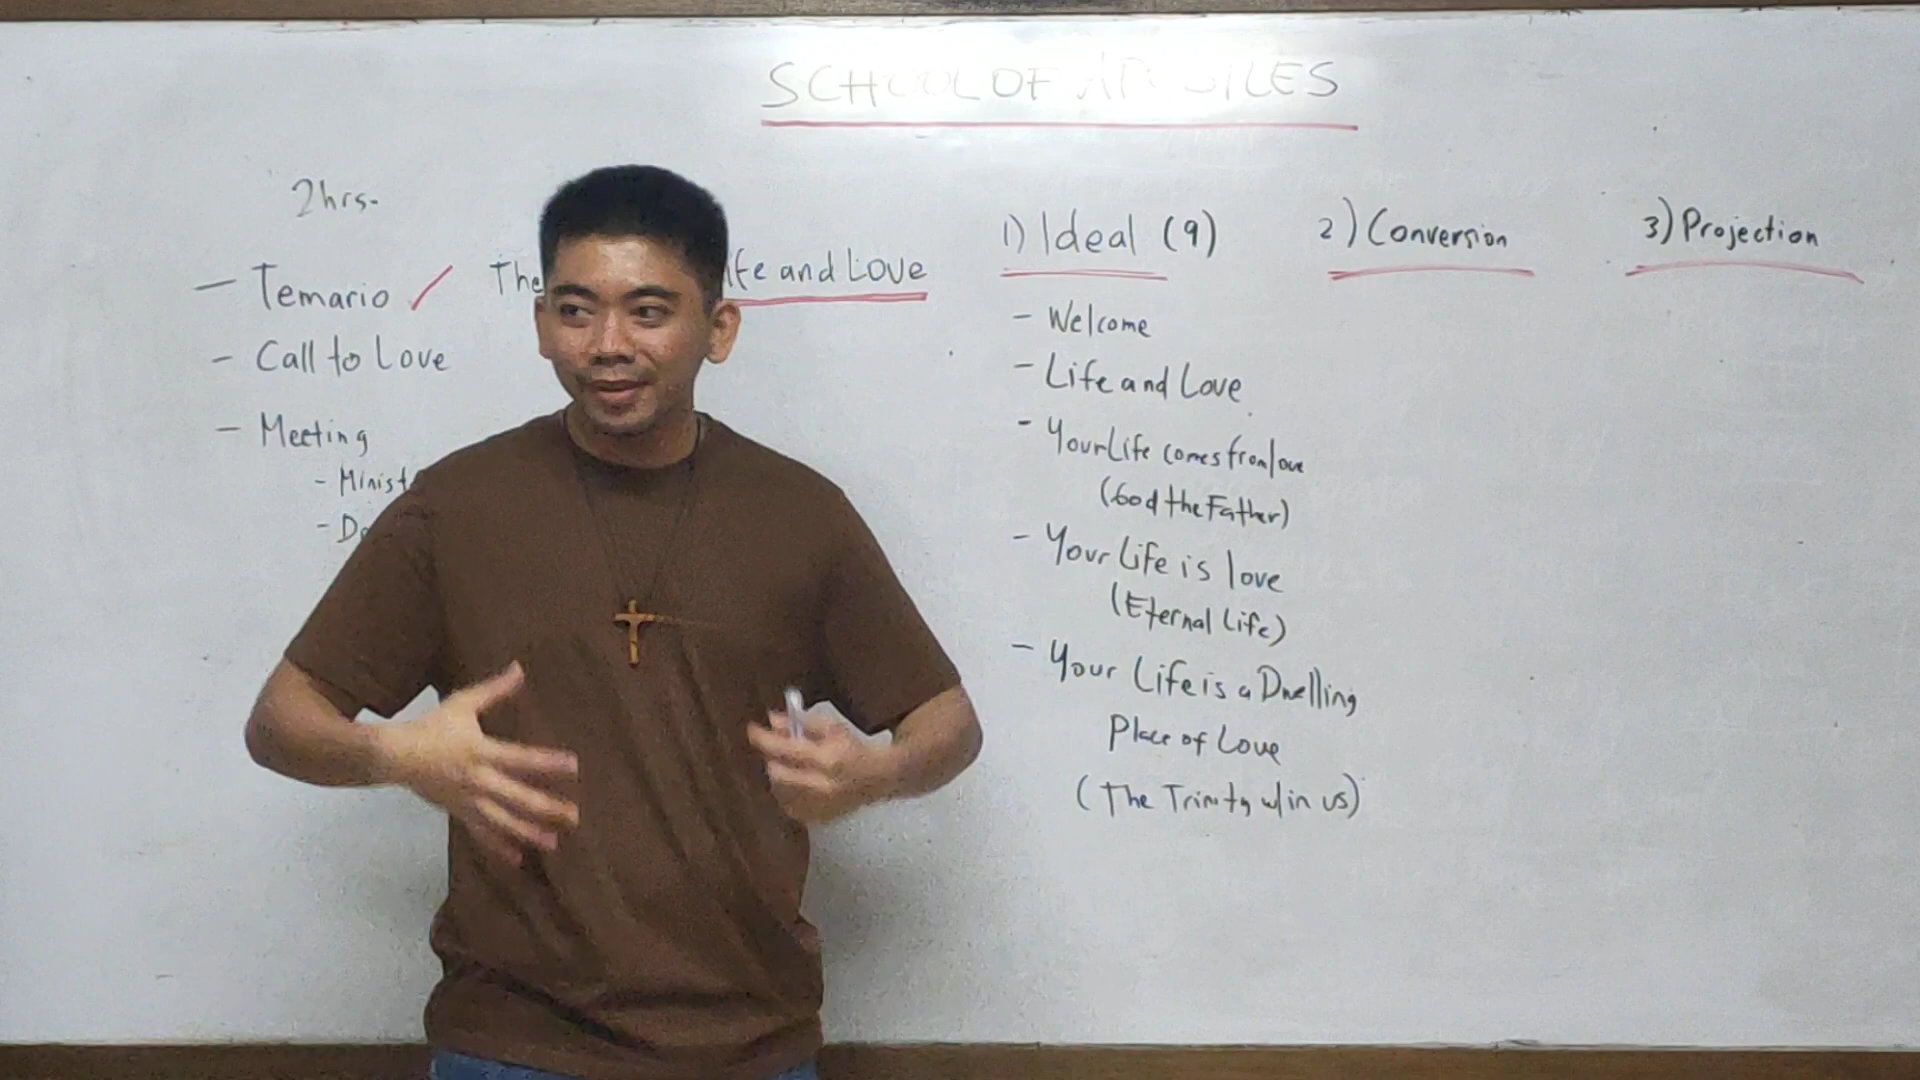 SCHOOL OF
2hrs.
- Temario ✓
- Call to Love
- Meeting
The
and Love
1) Ideal (9)
- Welcome
- Life and Love
- Your Life comes from love
(God the Father)
- Your Life is love
(Eternal Life)
- Your Life is a Dwelling
Place of Love
(The Trinity w/in us)
2) Conversion
3) Projection